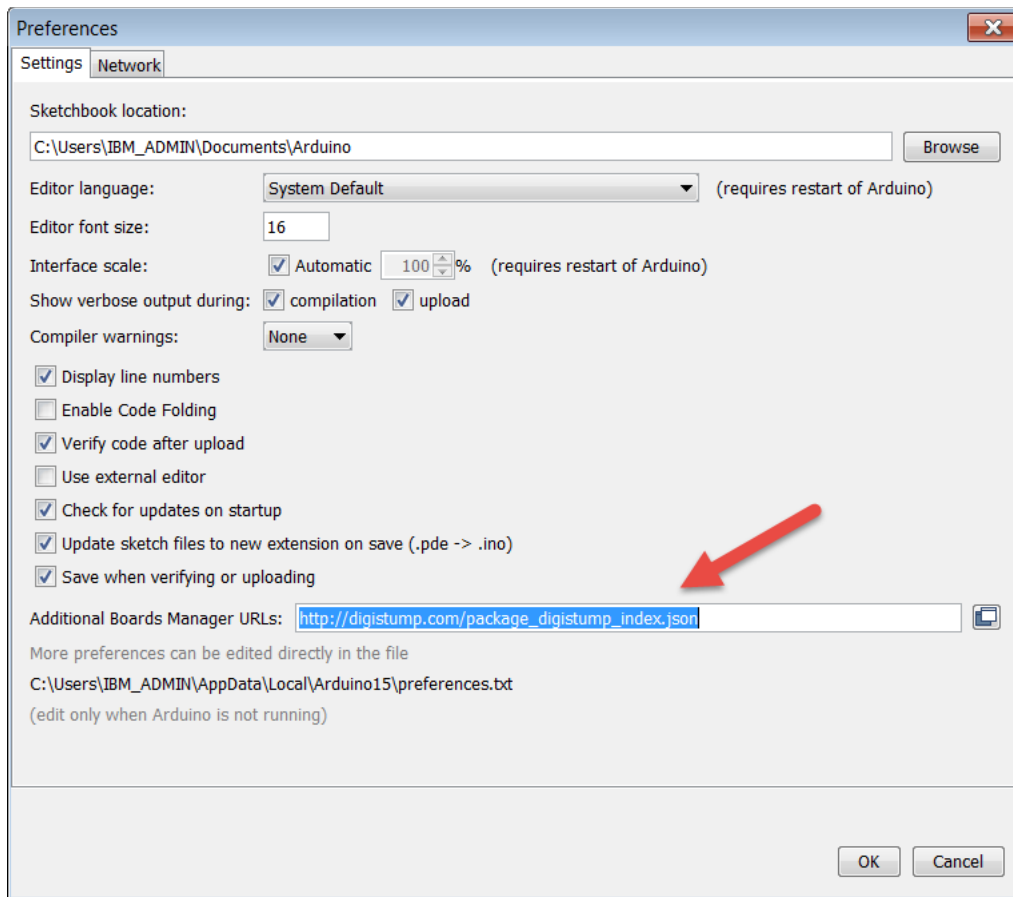 Preferences
Settings Network
Sketchbook location:
C:\Users\IBM_ADMIN\Documents\Arduino Browse
Editor language: System Default (requires restart of Arduino)
Editor font size: 16
Interface scale: Automatic 100 % (requires restart of Arduino)
Show verbose output during: compilation upload
Compiler warnings: None
Display line numbers
Enable Code Folding
Verify code after upload
Use external editor
Check for updates on startup
Update sketch files to new extension on save (.pde -> .ino)
Save when verifying or uploading
Additional Boards Manager URLs: http://digistump.com/package_digistump_index.json
More preferences can be edited directly in the file
C:\Users\IBM_ADMIN\AppData\Local\Arduino15\preferences.txt
(edit only when Arduino is not running)
OK Cancel